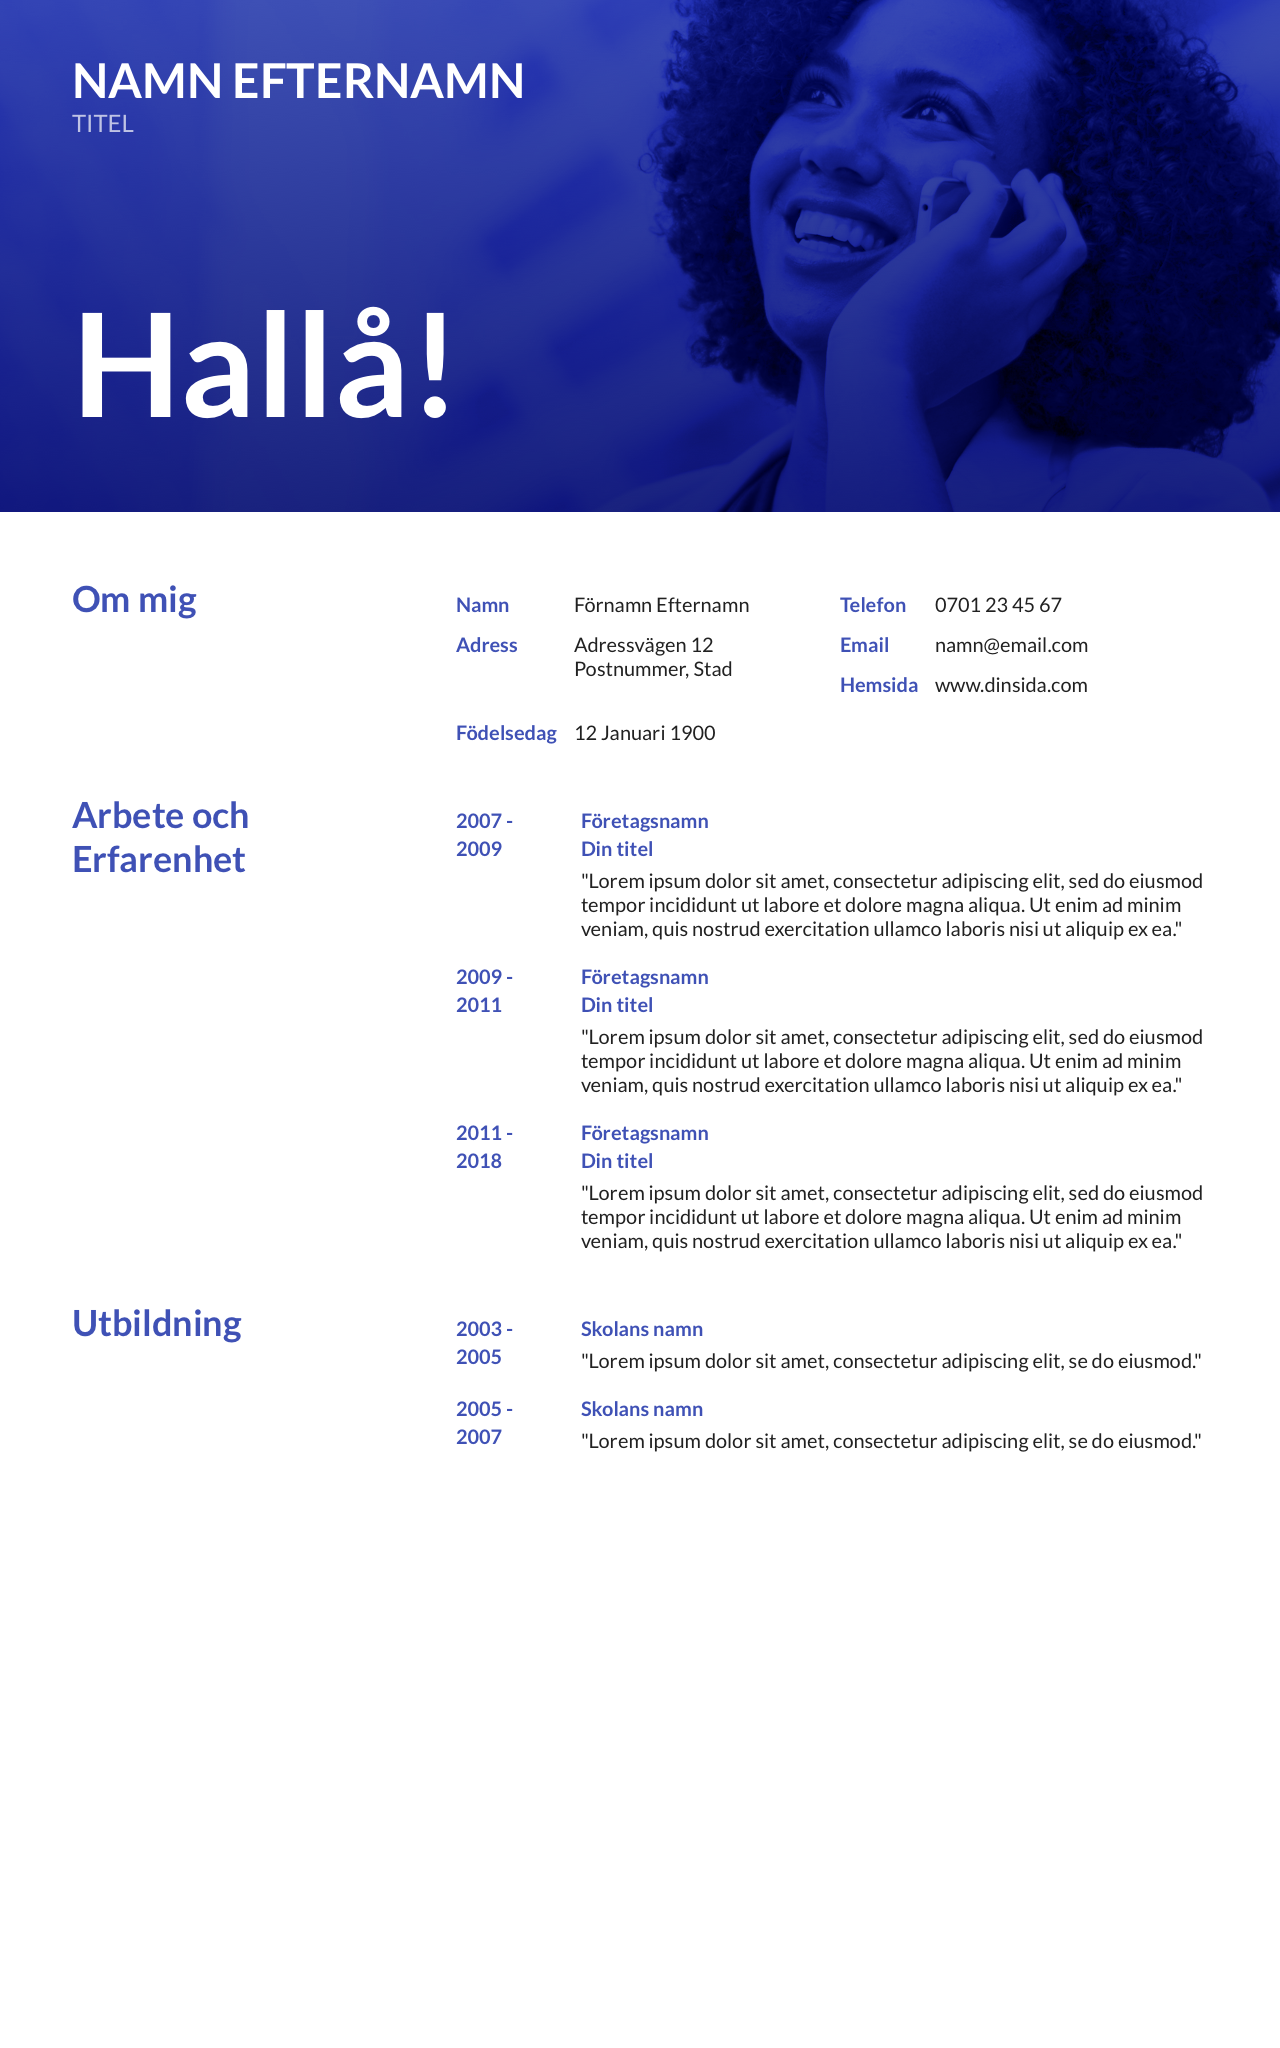 NAMN EFTERNAMN
TITEL
Hallå!
Om mig
Namn Förnamn Efternamn
Adress Adressvägen 12
Postnummer, Stad
Födelsedag 12 Januari 1900
Telefon 0701 23 45 67
Email namn@email.com
Hemsida www.dinsida.com
Arbete och
Erfarenhet
2007 -
2009
Företagsnamn
Din titel
"Lorem ipsum dolor sit amet, consectetur adipiscing elit, sed do eiusmod
tempor incididunt ut labore et dolore magna aliqua. Ut enim ad minim
veniam, quis nostrud exercitation ullamco laboris nisi ut aliquip ex ea."
2009 -
2011
Företagsnamn
Din titel
"Lorem ipsum dolor sit amet, consectetur adipiscing elit, sed do eiusmod
tempor incididunt ut labore et dolore magna aliqua. Ut enim ad minim
veniam, quis nostrud exercitation ullamco laboris nisi ut aliquip ex ea."
2011 -
2018
Företagsnamn
Din titel
"Lorem ipsum dolor sit amet, consectetur adipiscing elit, sed do eiusmod
tempor incididunt ut labore et dolore magna aliqua. Ut enim ad minim
veniam, quis nostrud exercitation ullamco laboris nisi ut aliquip ex ea."
Utbildning
2003 -
2005
Skolans namn
"Lorem ipsum dolor sit amet, consectetur adipiscing elit, se do eiusmod."
2005 -
2007
Skolans namn
"Lorem ipsum dolor sit amet, consectetur adipiscing elit, se do eiusmod."